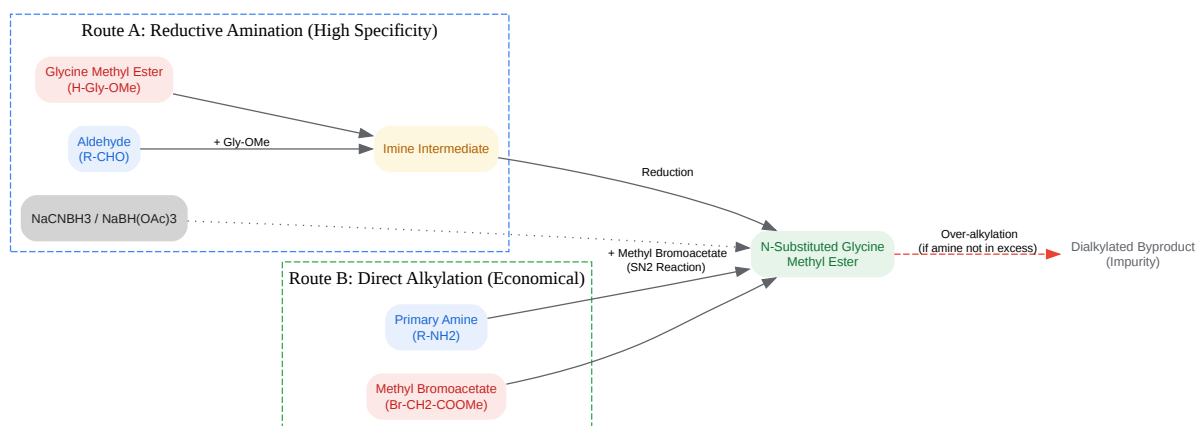 Route A: Reductive Amination (High Specificity)
Glycine Methyl Ester
(H-Gly-OMe)
Aldehyde
(R-CHO)
+ Gly-OMe
Imine Intermediate
Reduction
NaCNBH3 / NaBH(OAc)3
+ Methyl Bromoacetate
(SN2 Reaction)
N-Substituted Glycine
Methyl Ester
Over-alkylation
(if amine not in excess)
Dialkylated Byproduct
(Impurity)
Route B: Direct Alkylation (Economical)
Primary Amine
(R-NH2)
Methyl Bromoacetate
(Br-CH2-COOMe)